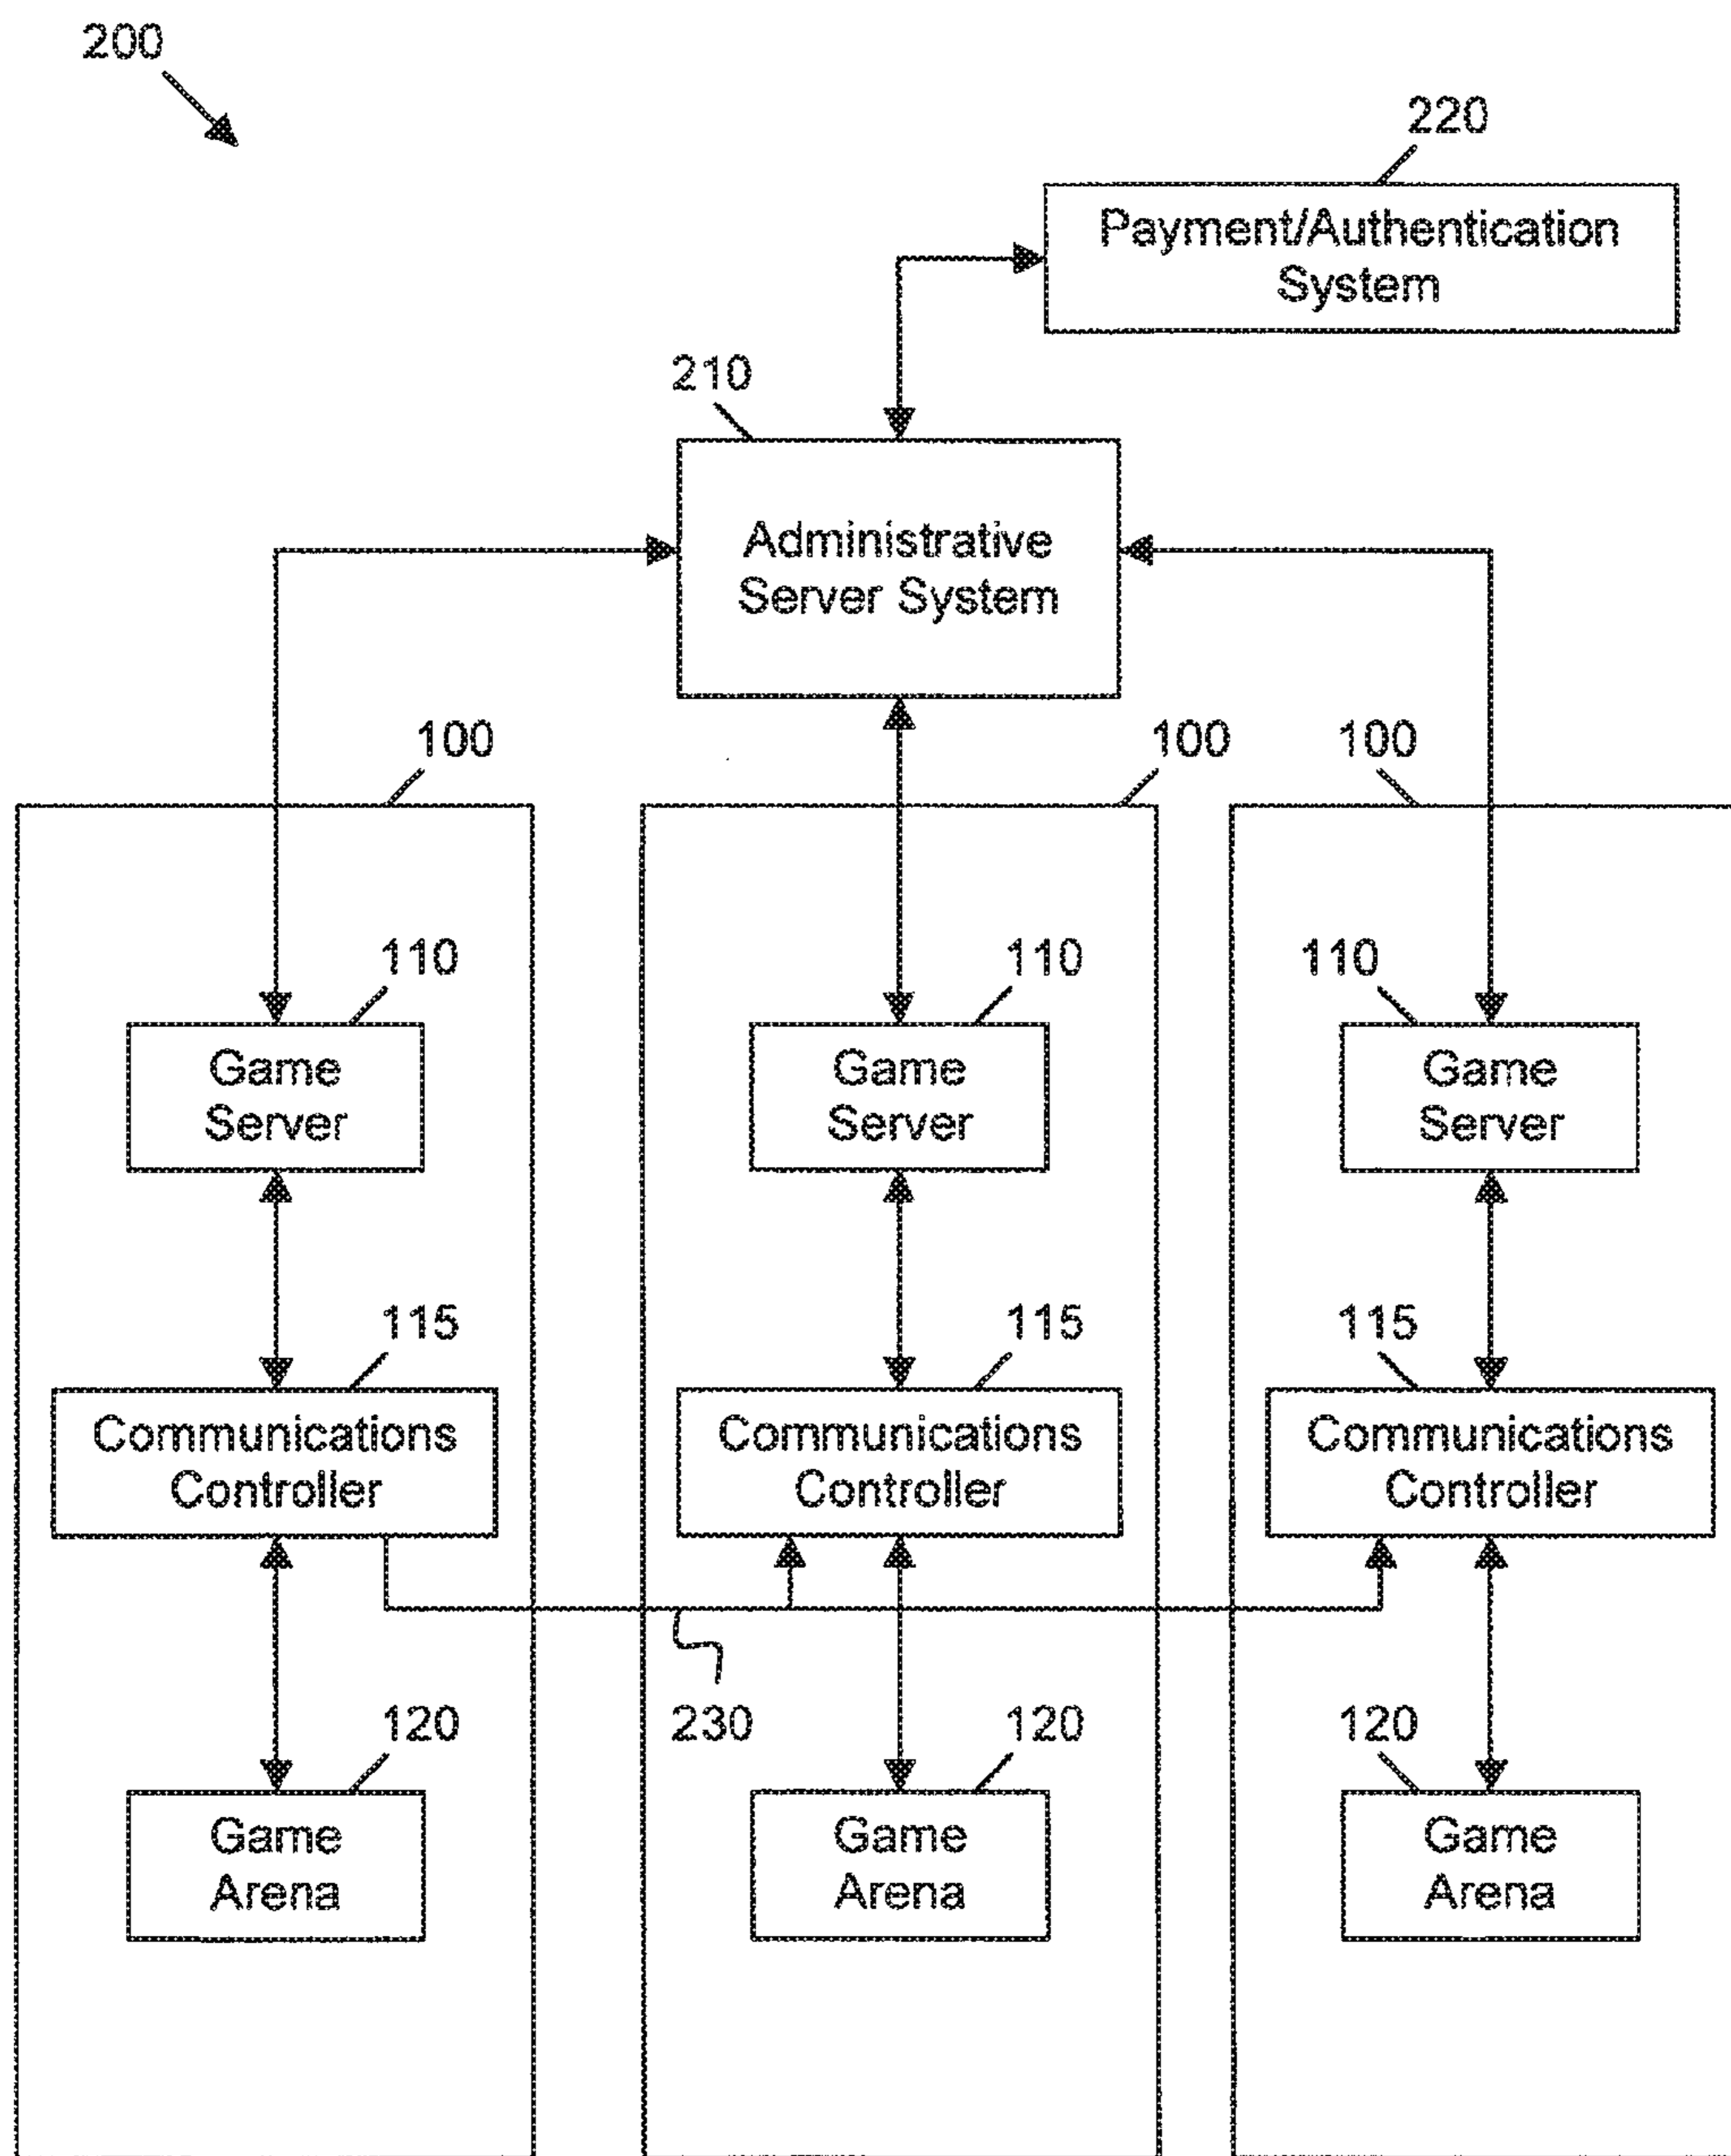 200
220
Payment/Authentication
System
210
Administrative
Server System
100
100
100
110
110
110
Game
Server
Game
Server
Game
Server
115
115
115
Communications
Controller
Communications
Controller
Communications
Controller
230
120
120
120
Game
Arena
Game
Arena
Game
Arena